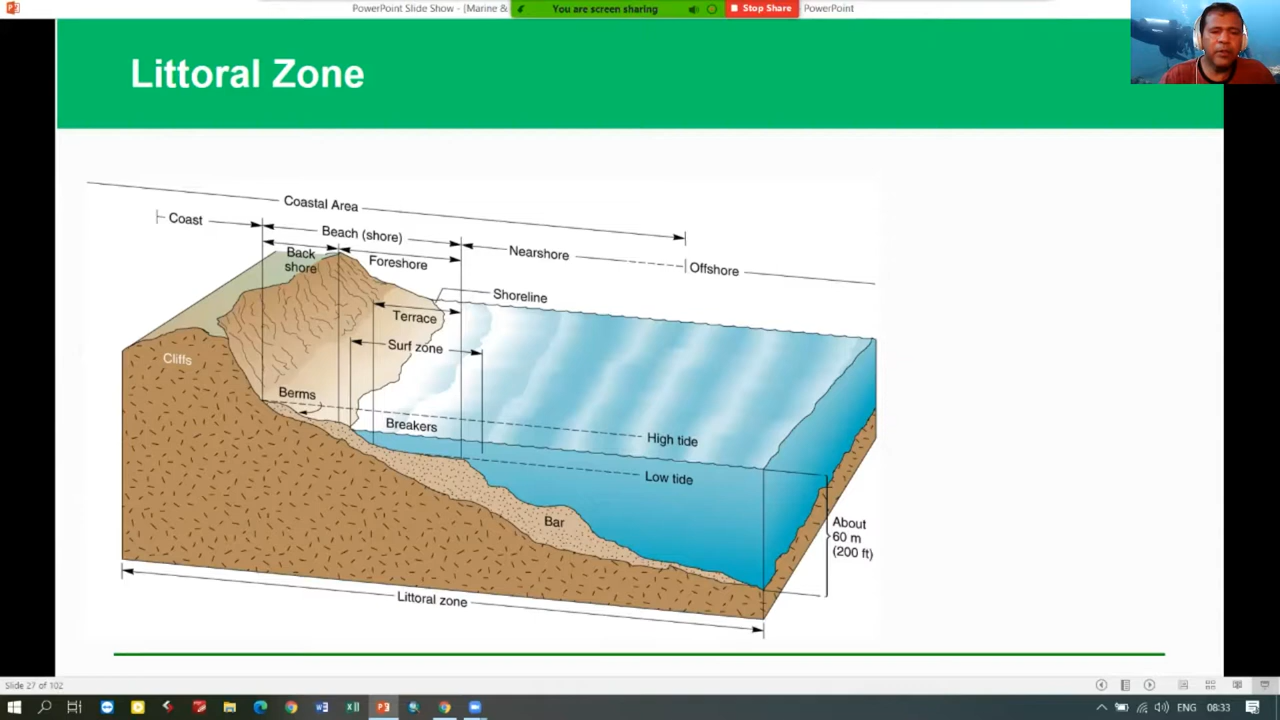 PowerPoint Slide Show - [Marine &
You are screen sharing
Stop Share
PowerPoint
Littoral Zone
Coastal Area
Coast
Beach (shore)
Back
shore
Foreshore
Nearshore
Offshore
Shoreline
Terrace
Surf zone
Cliffs
Berms
Breakers
High tide
Low tide
Bar
About
60 m
(200 ft)
Littoral zone
Slide 27 of 102
ENG
08:33